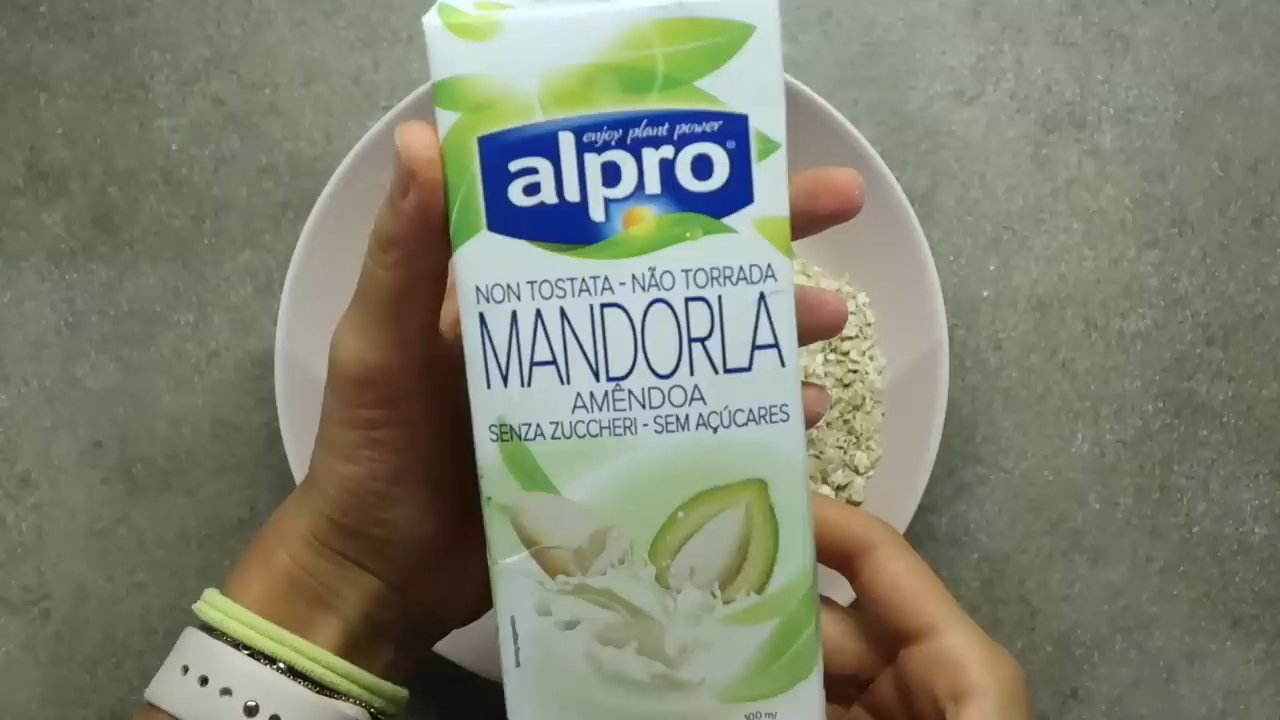 enjoy plant power
alpro®
NON TOSTATA - NÃO TORRADA
MANDORLA
AMÊNDOA
SENZA ZUCCHERI - SEM AÇÚCARES